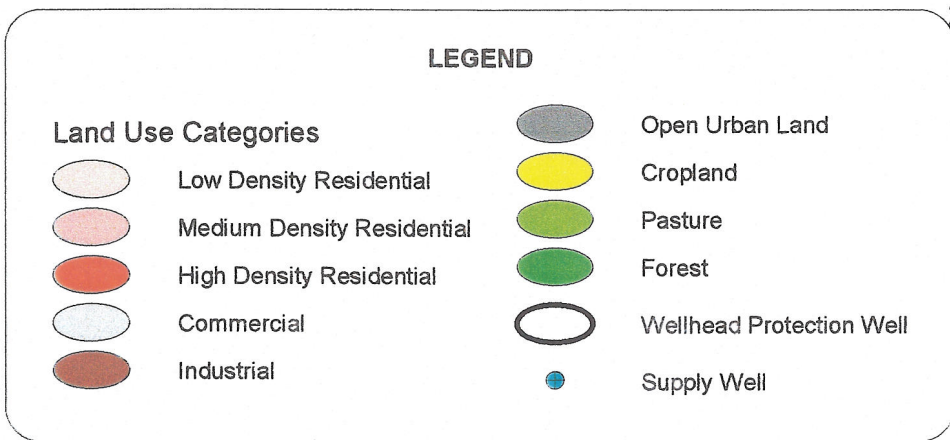 LEGEND
Land Use Categories
Low Density Residential
Medium Density Residential
High Density Residential
Commercial
Industrial
Open Urban Land
Cropland
Pasture
Forest
Wellhead Protection Well
Supply Well